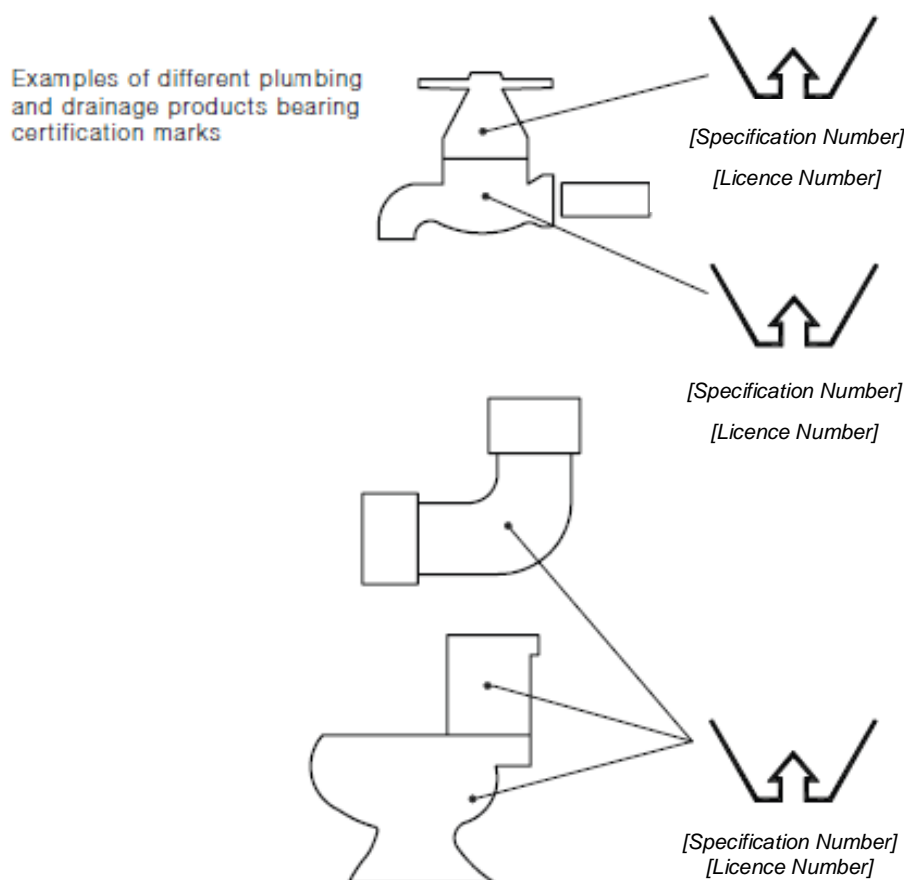 Examples of different plumbing
and drainage products bearing
certification marks
[Specification Number]
[Licence Number]
[Specification Number]
[Licence Number]
[Specification Number]
[Licence Number]